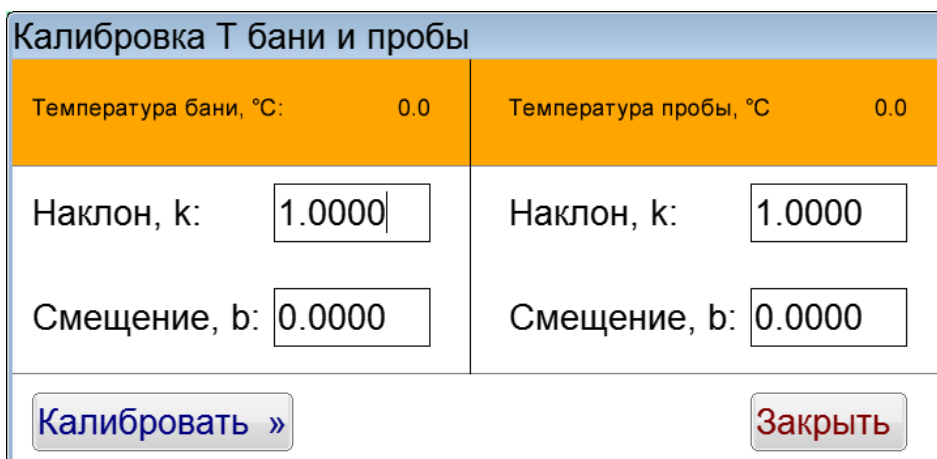 Калибровка Т бани и пробы
Температура бани, °C: 0.0 Температура пробы, °C 0.0
Наклон, k: 1.0000 Наклон, k: 1.0000
Смещение, b: 0.0000 Смещение, b: 0.0000
Калибровать » Закрыть